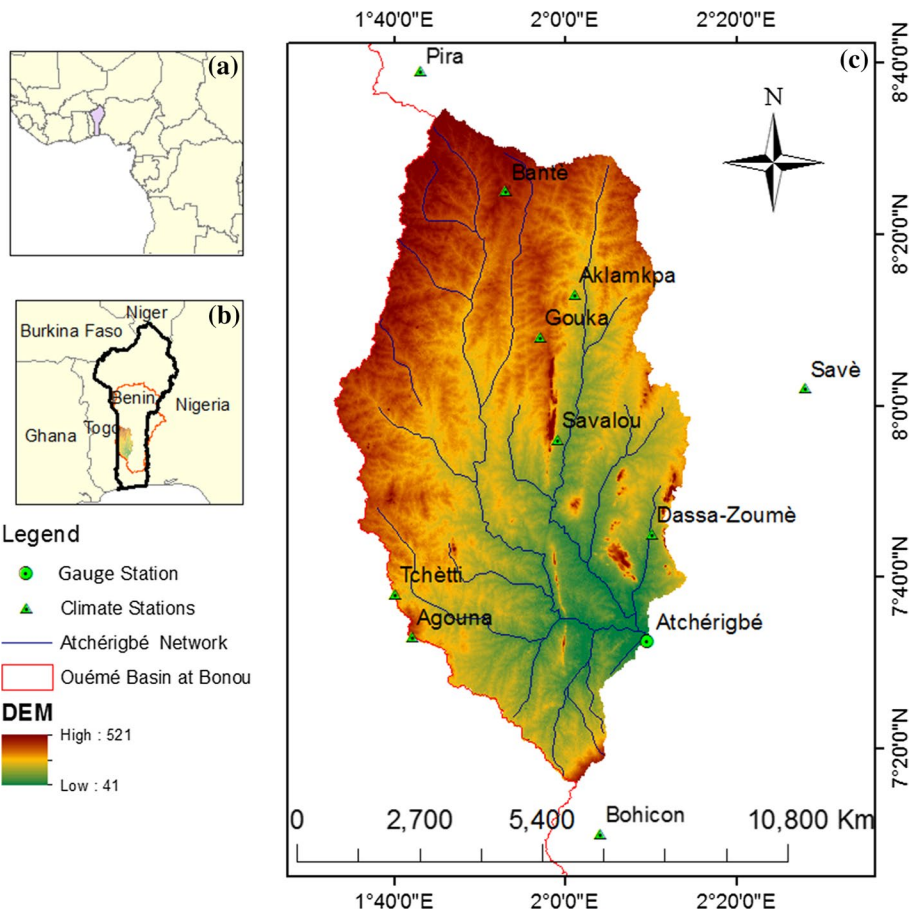 1°40'0"E 2°0'0"E 2°20'0"E
(a)
(b)
Niger
Burkina Faso
Benin
Nigeria
Togo
Ghana
Legend
Gauge Station
Climate Stations
Atchérigbé Network
Ouémé Basin at Bonou
DEM
High : 521
Low : 41
(c)
N
Pira
Bantè
Aklamkpa
Gouka
Savè
Savalou
Dassa-Zoumè
Tchètti
Agouna
Atchérigbé
Bohicon
0 2,700 5,400 10,800 Km
8°40'0"N
8°20'0"N
8°0'0"N
7°40'0"N
7°20'0"N
1°40'0"E 2°0'0"E 2°20'0"E